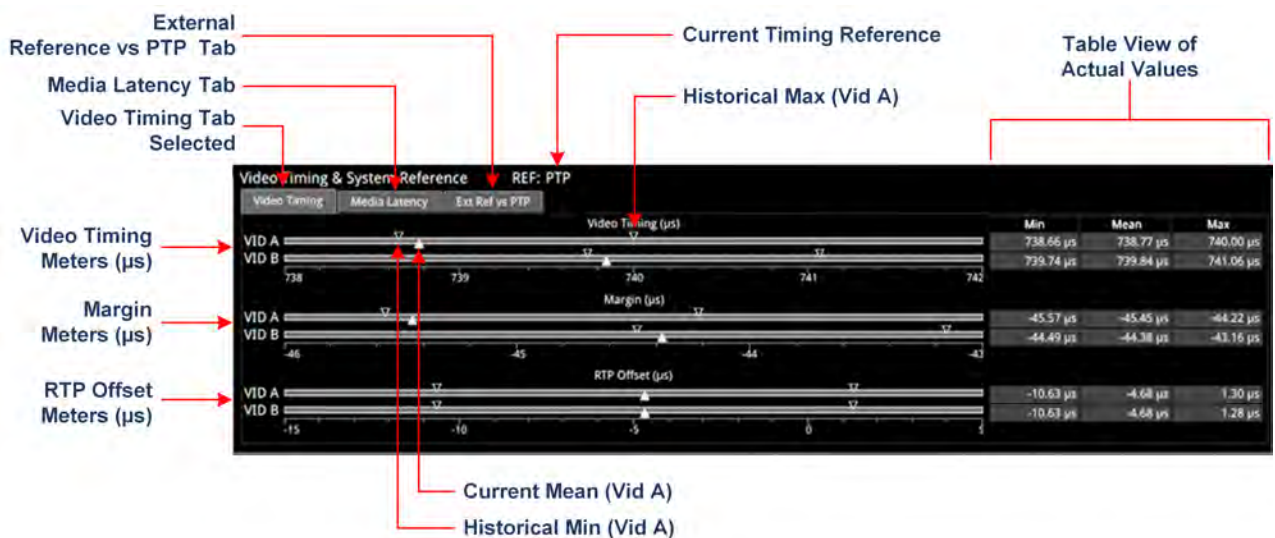 External
Reference vs PTP Tab
Media Latency Tab
Video Timing Tab
Selected
Current Timing Reference
Historical Max (Vid A)
Table View of
Actual Values
Video Timing & System Reference REF: PTP
Video Timing Media Latency Ext Ref vs PTP
Video Timing (µs)
Min Mean Max
VID A 738.66 µs 738.77 µs 740.00 µs
VID B 739.74 µs 739.84 µs 741.06 µs
738 739 740 741 742
Video Timing
Meters (µs)
Margin (µs)
VID A -45.57 µs -45.45 µs -44.22 µs
VID B -44.49 µs -44.38 µs -43.16 µs
-46 -45 -44 -43
Margin
Meters (µs)
RTP Offset (µs)
VID A -10.63 µs -4.68 µs 1.30 µs
VID B -10.63 µs -4.68 µs 1.28 µs
-15 -10 -5 0 5
RTP Offset
Meters (µs)
Current Mean (Vid A)
Historical Min (Vid A)